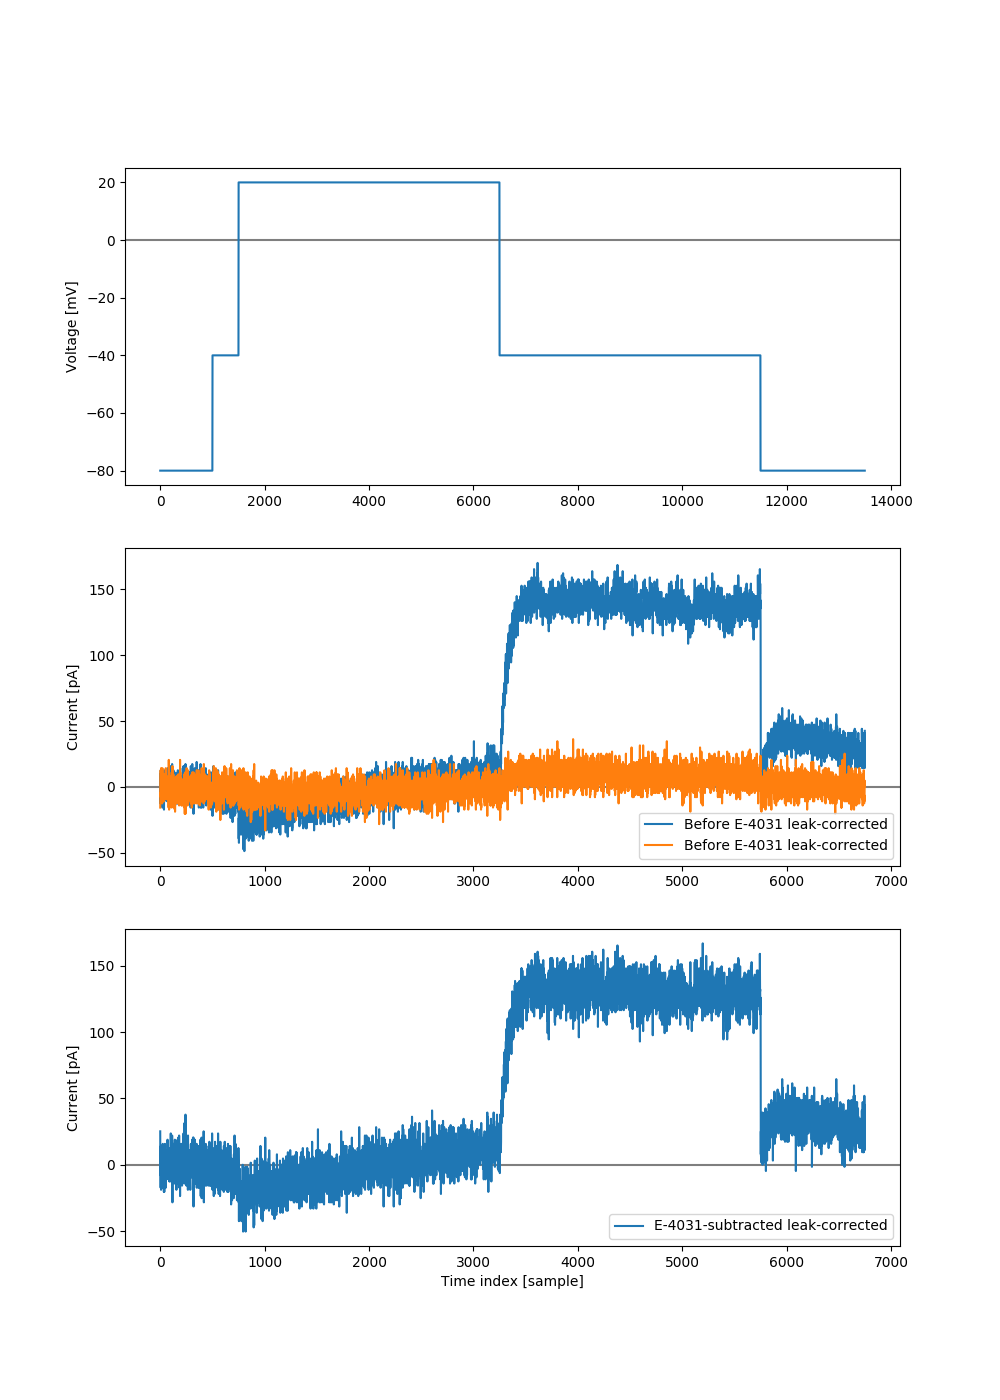 20
0
−20
−40
−60
−80
Voltage [mV]
0 2000 4000 6000 8000 10000 12000 14000
150
100
50
0
−50
Current [pA]
Before E-4031 leak-corrected
Before E-4031 leak-corrected
0 1000 2000 3000 4000 5000 6000 7000
150
100
50
0
−50
Current [pA]
E-4031-subtracted leak-corrected
0 1000 2000 3000 4000 5000 6000 7000
Time index [sample]